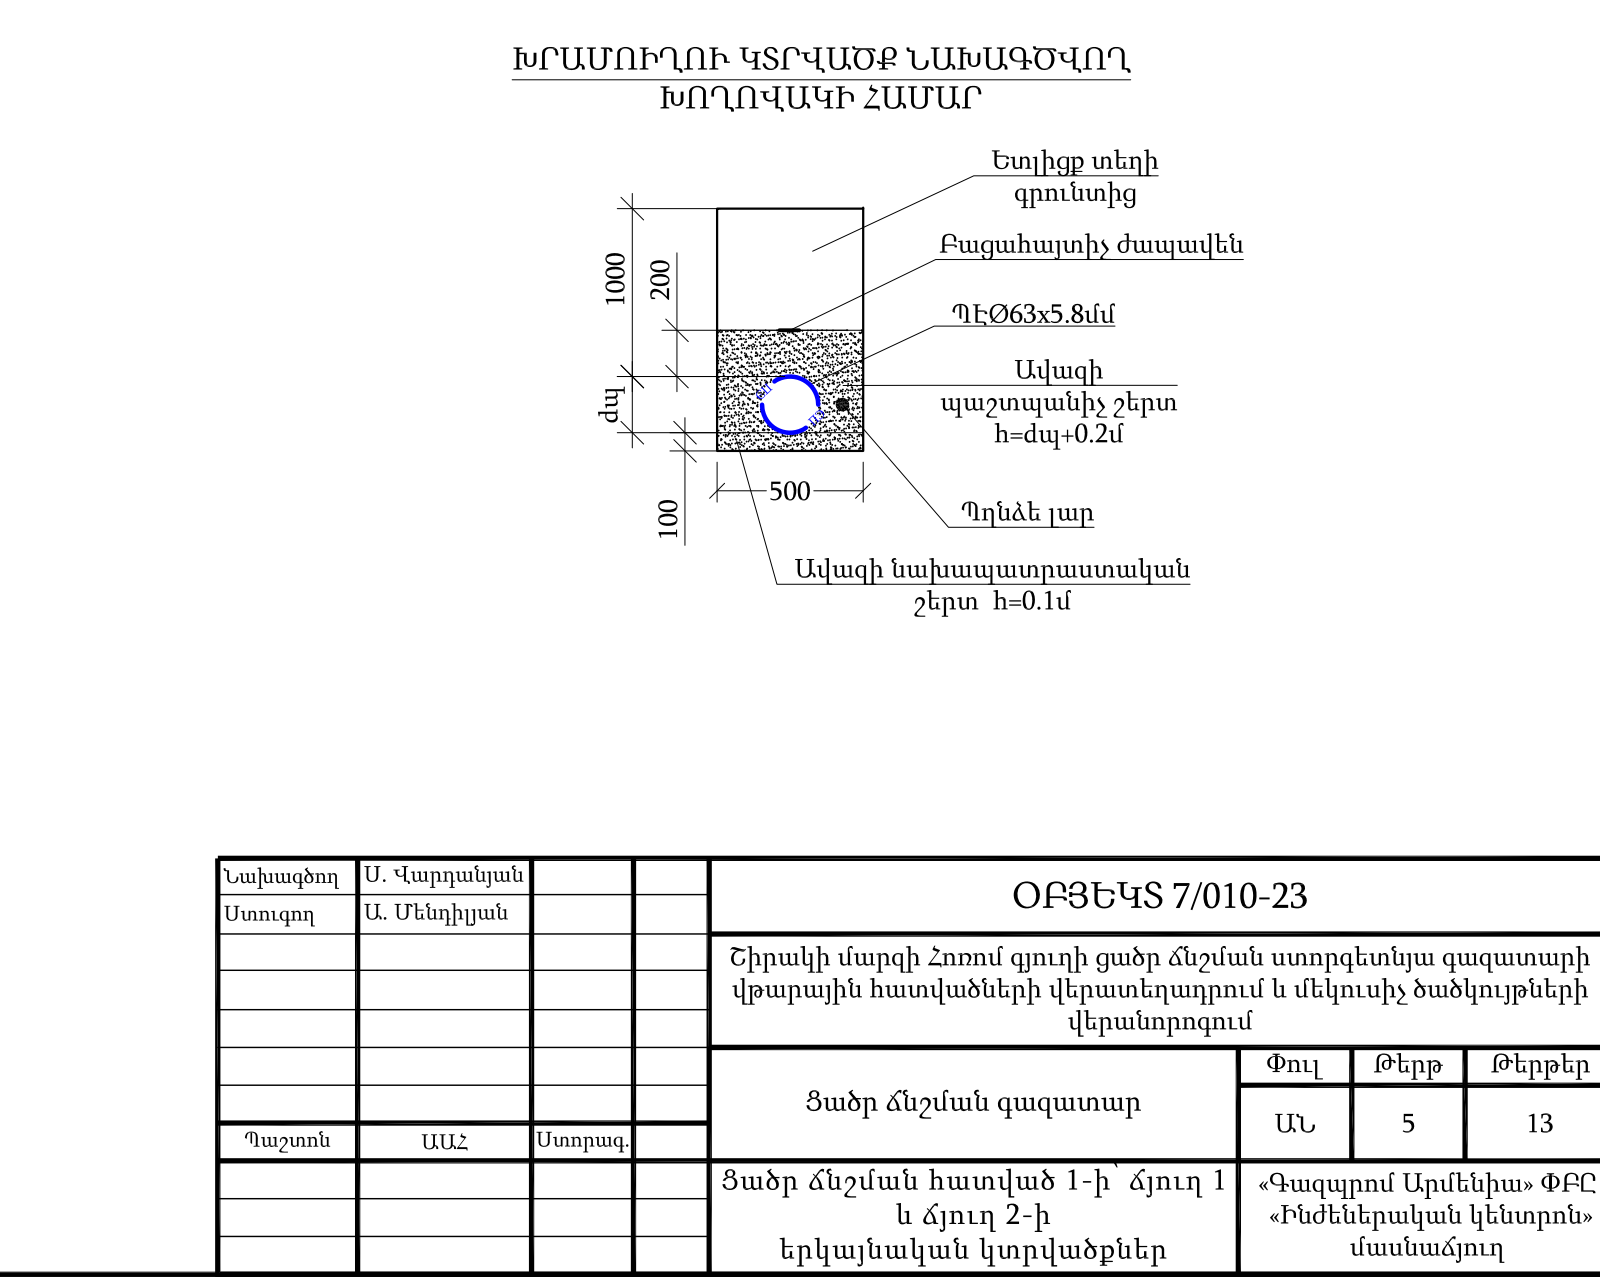 ԽՐԱՄՈՒՂՈՒ ԿՏՐՎԱԾՔ ՆԱԽԱԳԾՎՈՂ
ԽՈՂՈՎԱԿԻ ՀԱՄԱՐ
Ետլիցք տեղի
գրունտից
Բացահայտիչ ժապավեն
ՊԷØ63x5.8մմ
Ավազի
պաշտպանիչ շերտ
h=ժպ+0.2մ
Պղնձե լար
Ավազի նախապատրաստական
շերտ h=0.1մ
1000
200
ժպ
100
500
Նախագծող
Ս. Վարդանյան
Ստուգող
Ա. Մենդիլյան
Պաշտոն
ԱԱՀ
Ստորագ.
ՕԲՅԵԿՏ 7/010-23
Շիրակի մարզի Հոռոմ գյուղի ցածր ճնշման ստորգետնյա գազատարի
վթարային հատվածների վերատեղադրում և մեկուսիչ ծածկույթների
վերանորոգում
Ցածր ճնշման գազատար
Փուլ
Թերթ
Թերթեր
ԱՆ
5
13
Ցածր ճնշման հատված 1-ի՝ ճյուղ 1
և ճյուղ 2-ի
երկայնական կտրվածքներ
«Գազպրոմ Արմենիա» ՓԲԸ
«Ինժեներական կենտրոն»
մասնաճյուղ